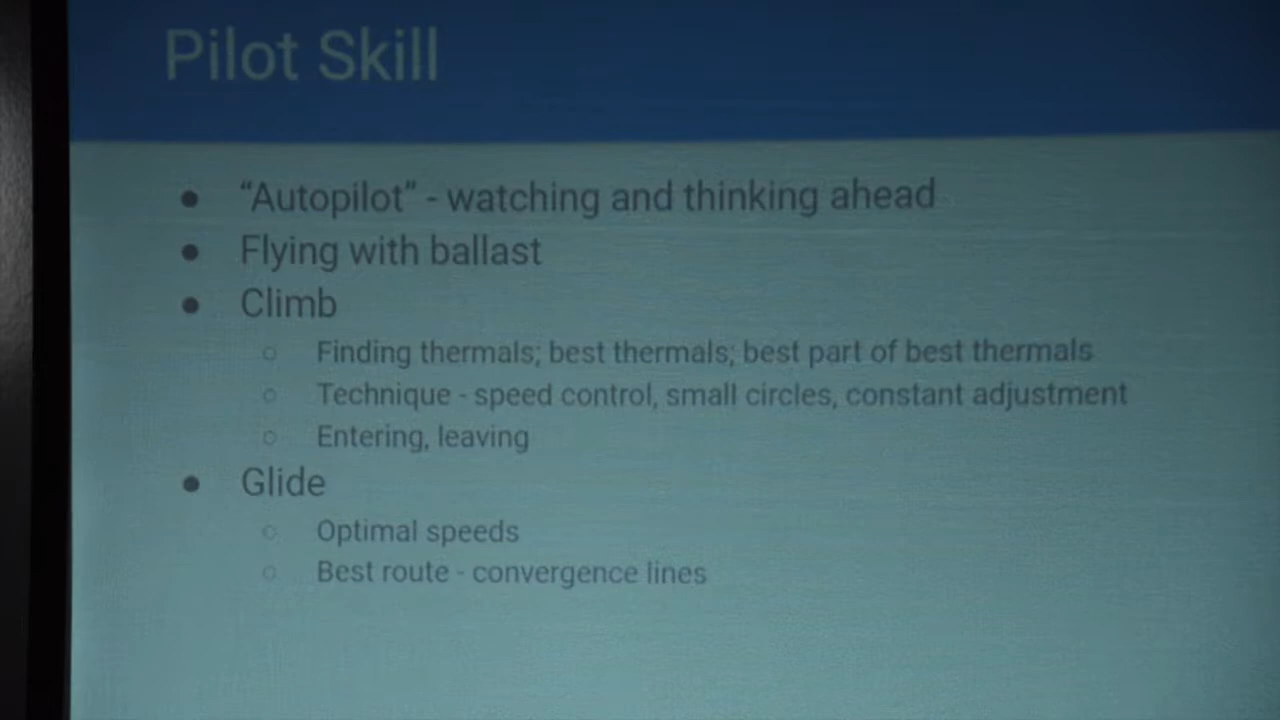 Pilot Skill
● “Autopilot” - watching and thinking ahead
● Flying with ballast
● Climb
○ Finding thermals; best thermals; best part of best thermals
○ Technique - speed control, small circles, constant adjustment
○ Entering, leaving
● Glide
○ Optimal speeds
○ Best route - convergence lines